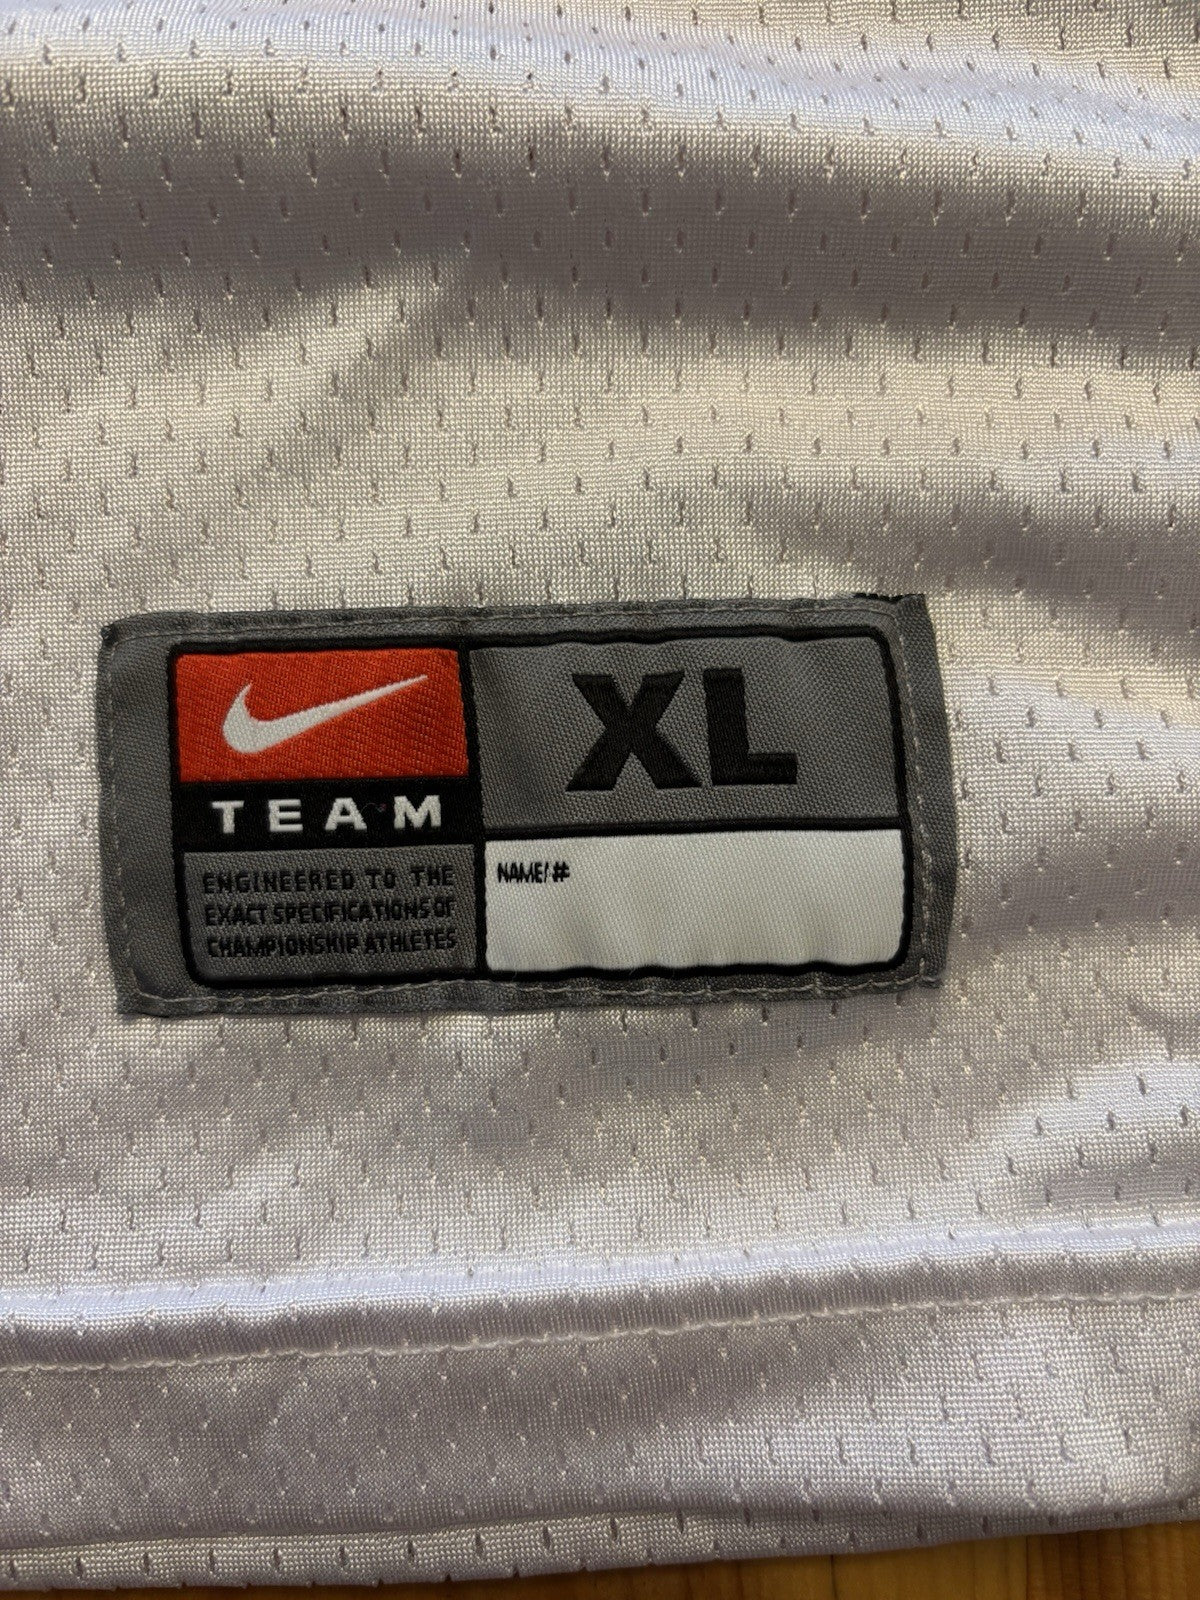 TEAM
ENGINEERED TO THE
EXACT SPECIFICATIONS OF
CHAMPIONSHIP ATHLETES
XL
NAME/#